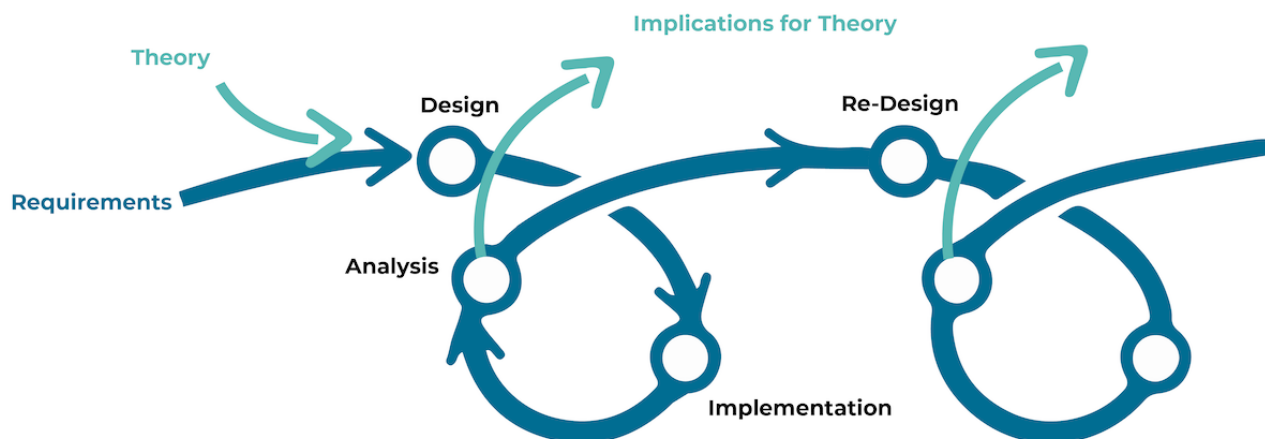 Implications for Theory
Theory
Design
Re-Design
Requirements
Analysis
Implementation